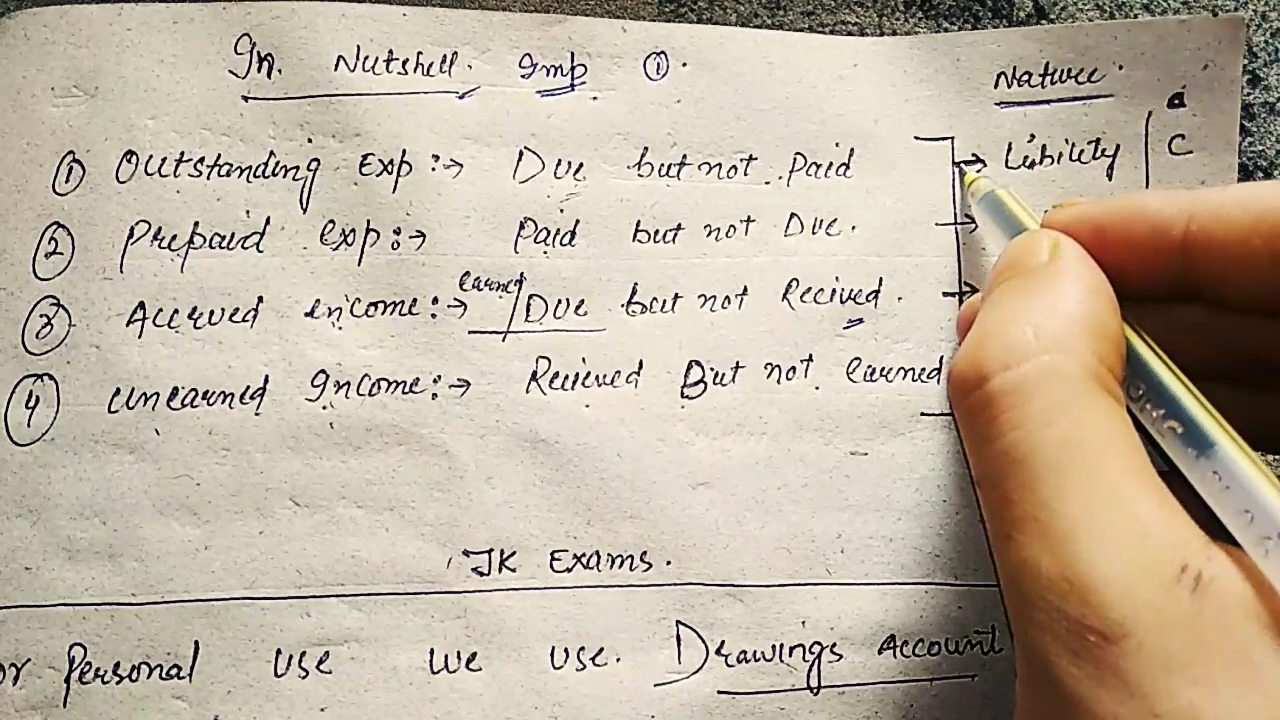 In. Nutshell. Imp ①.
Nature.
① Outstanding Exp :→ Due but not Paid → Liability | C
② Prepaid exp :→ Paid but not Due. →
③ Accrued income :→ earned/Due but not Recived. →
④ Unearned Income :→ Recieved But not earned
JK Exams.
or Personal use we use. Drawings Account